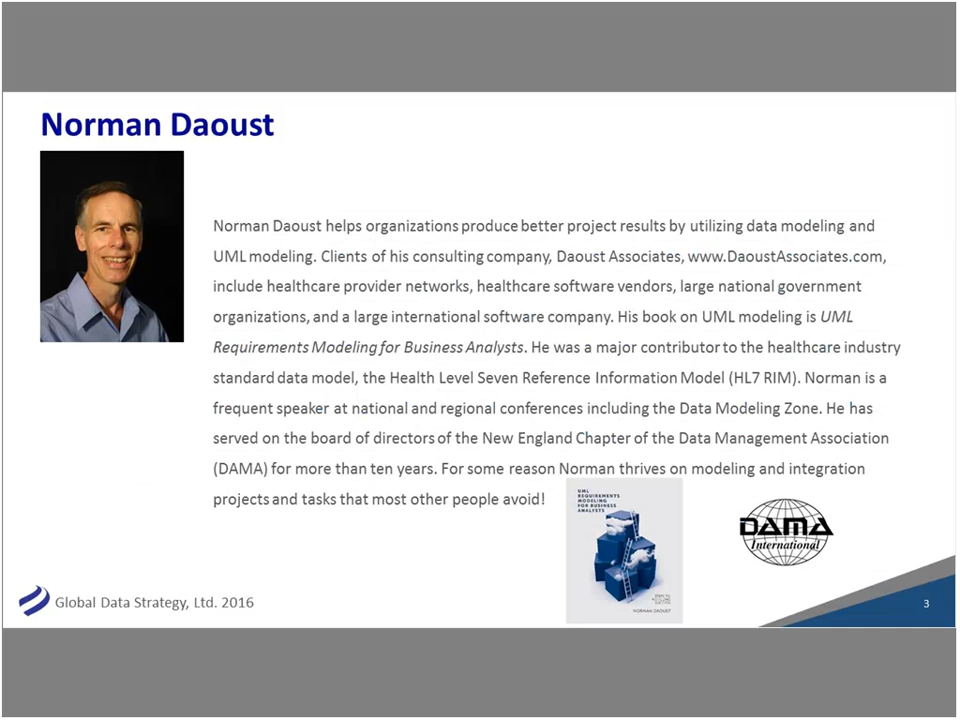 Norman Daoust
Norman Daoust helps organizations produce better project results by utilizing data modeling and
UML modeling. Clients of his consulting company, Daoust Associates, www.DaoustAssociates.com,
include healthcare provider networks, healthcare software vendors, large national government
organizations, and a large international software company. His book on UML modeling is UML
Requirements Modeling for Business Analysts. He was a major contributor to the healthcare industry
standard data model, the Health Level Seven Reference Information Model (HL7 RIM). Norman is a
frequent speaker at national and regional conferences including the Data Modeling Zone. He has
served on the board of directors of the New England Chapter of the Data Management Association
(DAMA) for more than ten years. For some reason Norman thrives on modeling and integration
projects and tasks that most other people avoid!
UML
REQUIREMENTS
MODELING
FOR BUSINESS
ANALYSTS
NORMAN DAOUST
DAMA
International
Global Data Strategy, Ltd. 2016
3